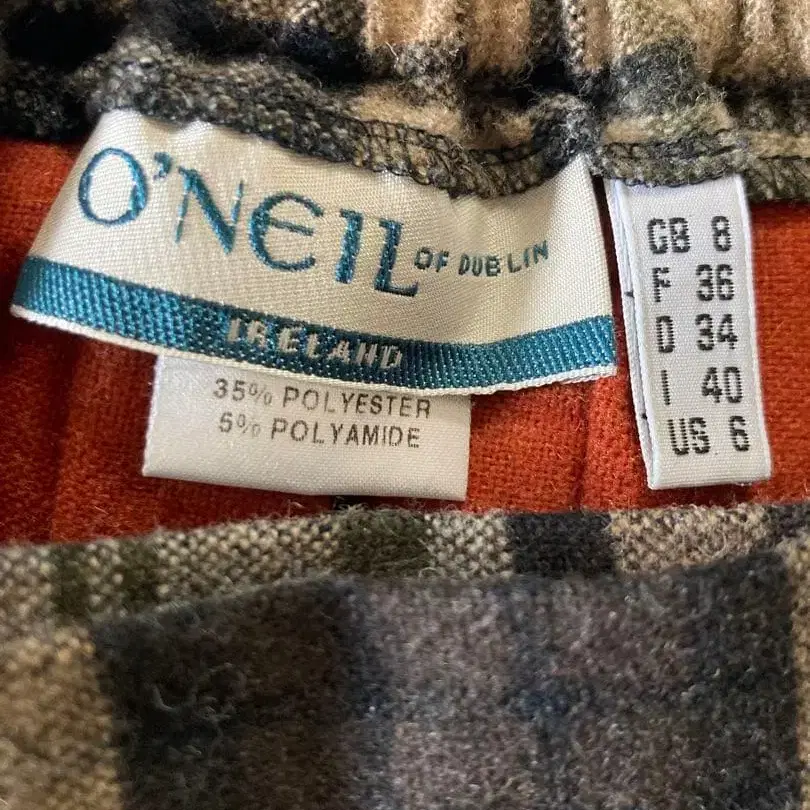 O'NEIL OF DUBLIN
IRELAND
35% POLYESTER
5% POLYAMIDE
GB 8
F 36
D 34
I 40
US 6